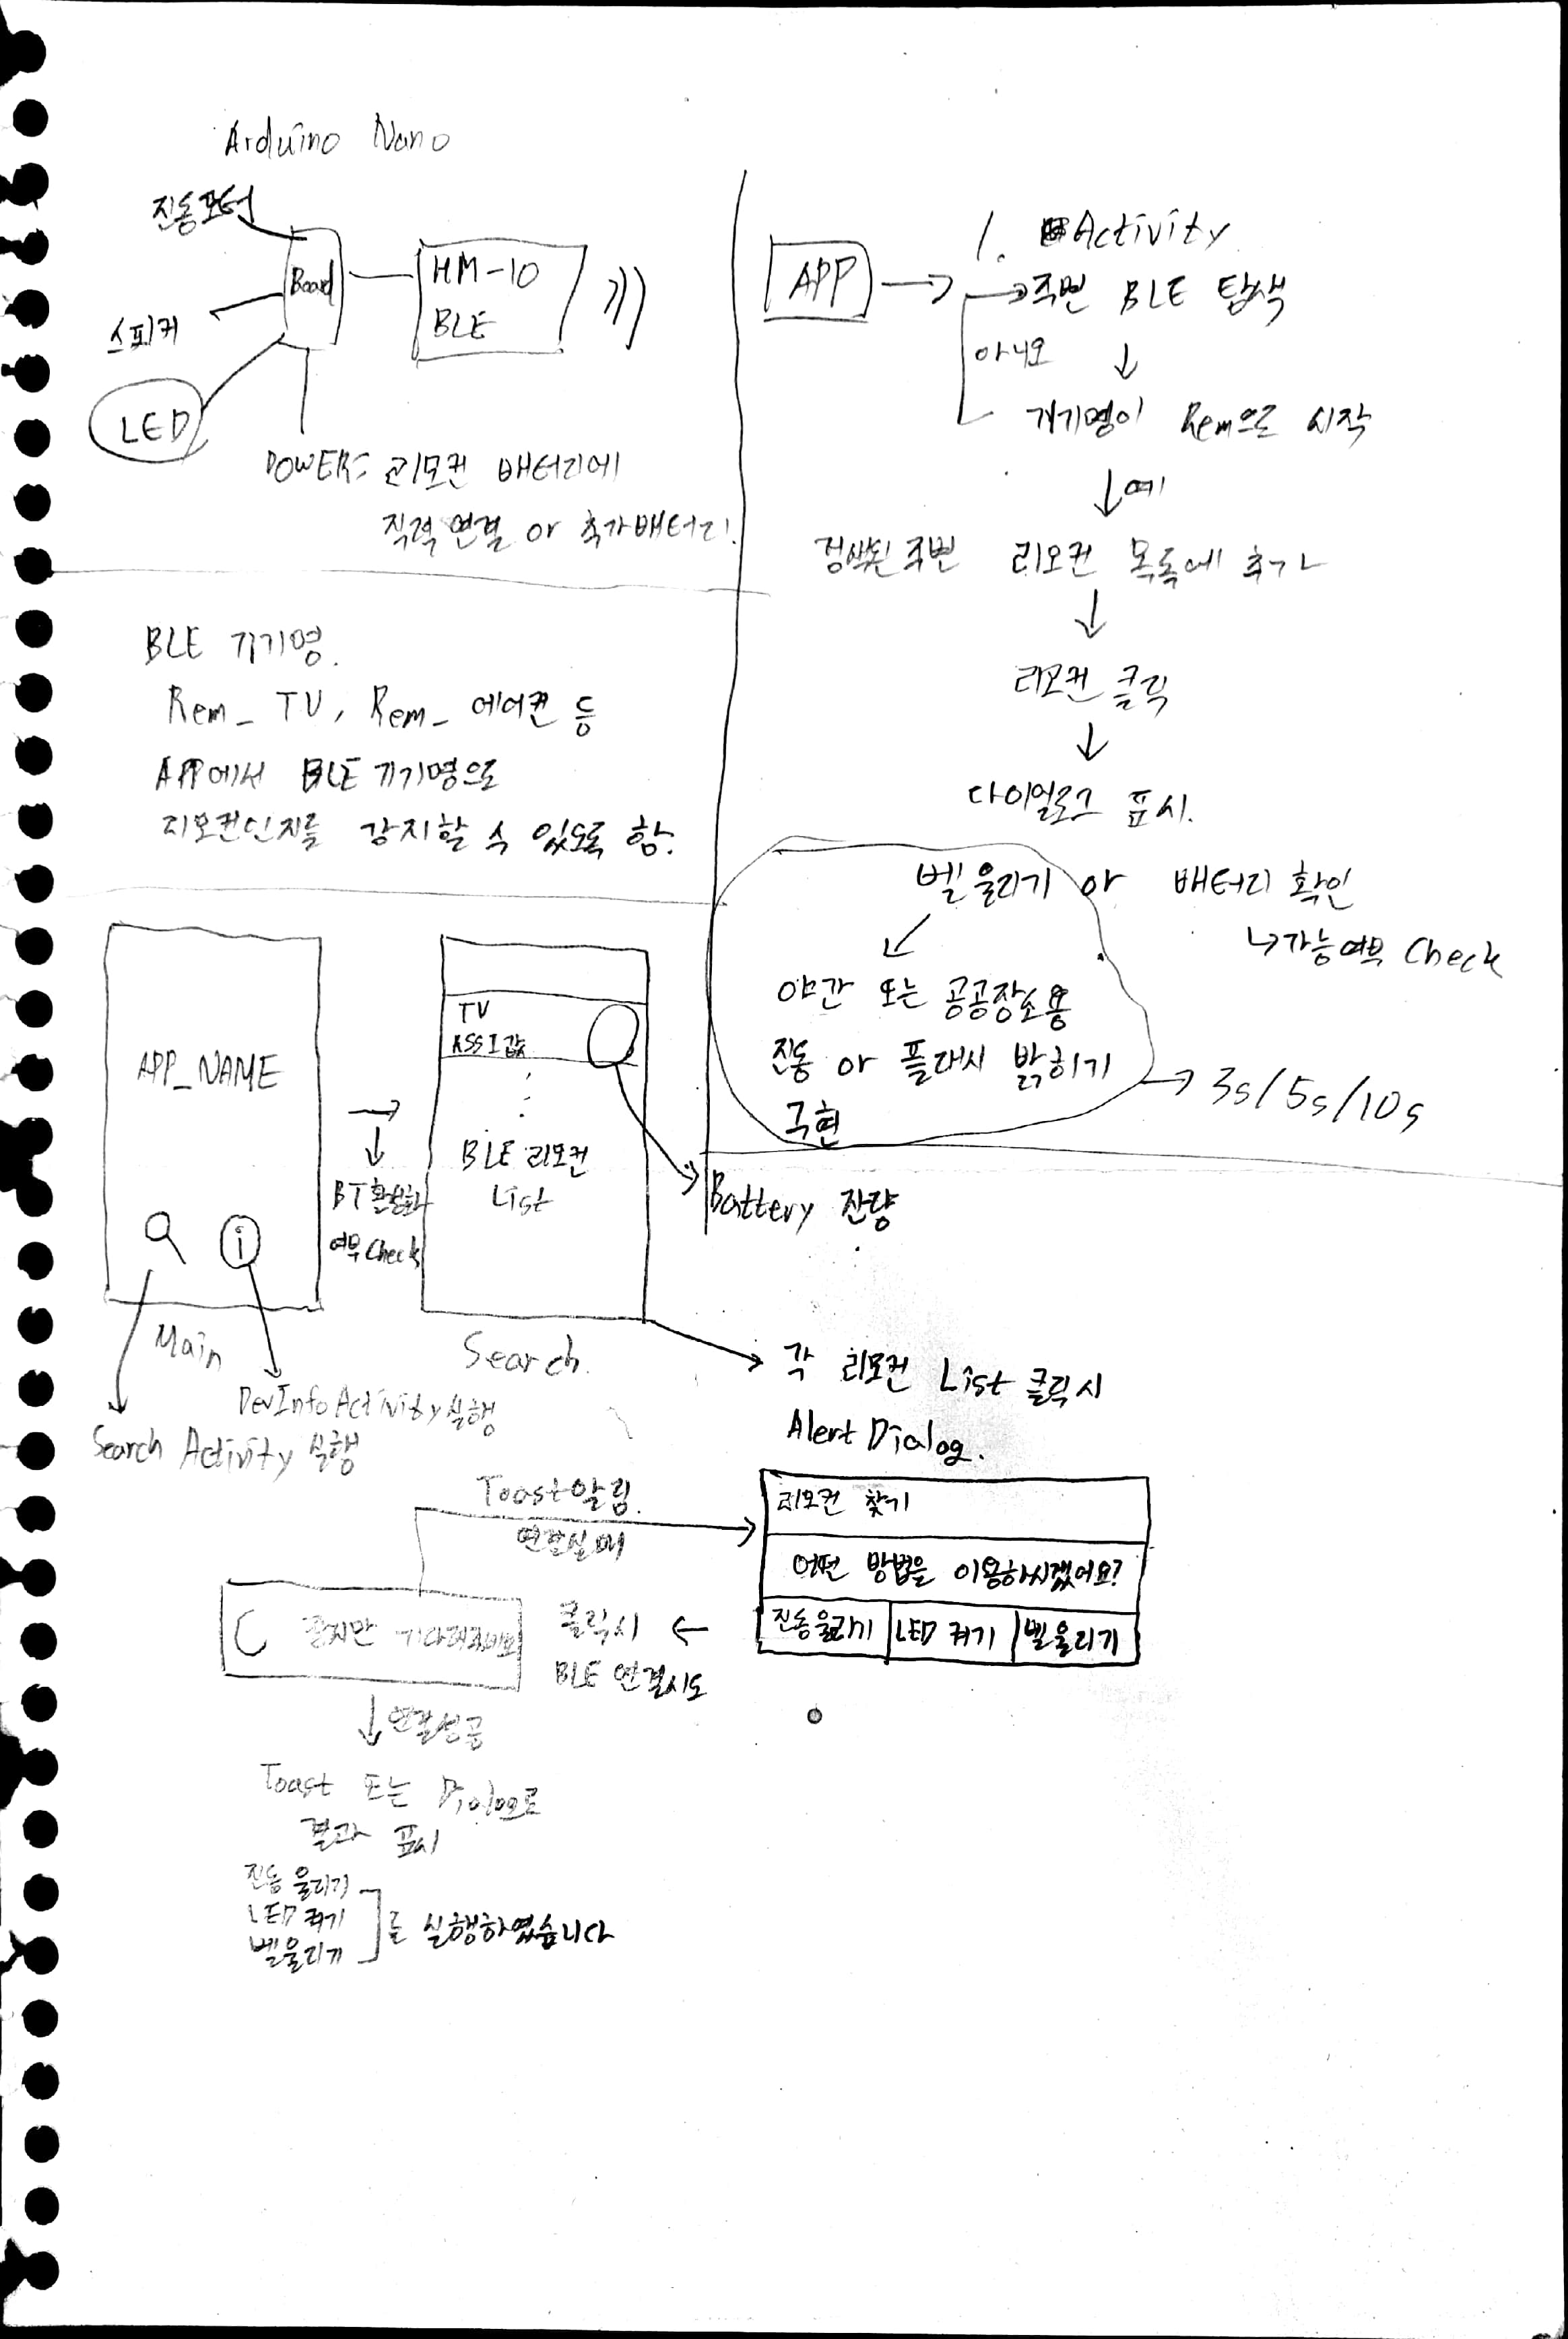 Arduino Nano
진동모터
Board
HM-10
BLE
스피커
LED
POWER: 리모컨 배터리에
직렬 연결 or 추가배터리.
BLE 기기명.
Rem_ TV, Rem_ 에어컨 등
APP에서 BLE 기기명으로
리모컨인지를 감지할 수 있도록 함.
1. Activity
APP
주변 BLE 탐색
아니오
기기명이 Rem으로 시작
예
검색된 주변 리모컨 목록에 추가
리모컨 클릭
다이얼로그 표시.
벨 울리기 or 배터리 확인
가능여부 Check
야간 또는 공공장소용
진동 or 플래시 밝히기
구현
3s/5s/10s
APP_NAME
i
Main
BT 활성화
여부 Check
TV
RSSI값
BLE 리모컨
List
Search.
Battery 잔량
DevInfoActivity 실행
Search Activity 실행
각 리모컨 List 클릭시
Alert Dialog.
리모컨 찾기
어떤 방법을 이용하시겠어요?
진동울리기
LED 켜기
벨울리기
Toast 알림.
연결실패
클릭시
BLE 연결시도
잠시만 기다려주세요
연결성공
Toast 또는 Dialog으로
결과 표시
진동 울리기
LED 켜기
벨울리기
를 실행하였습니다